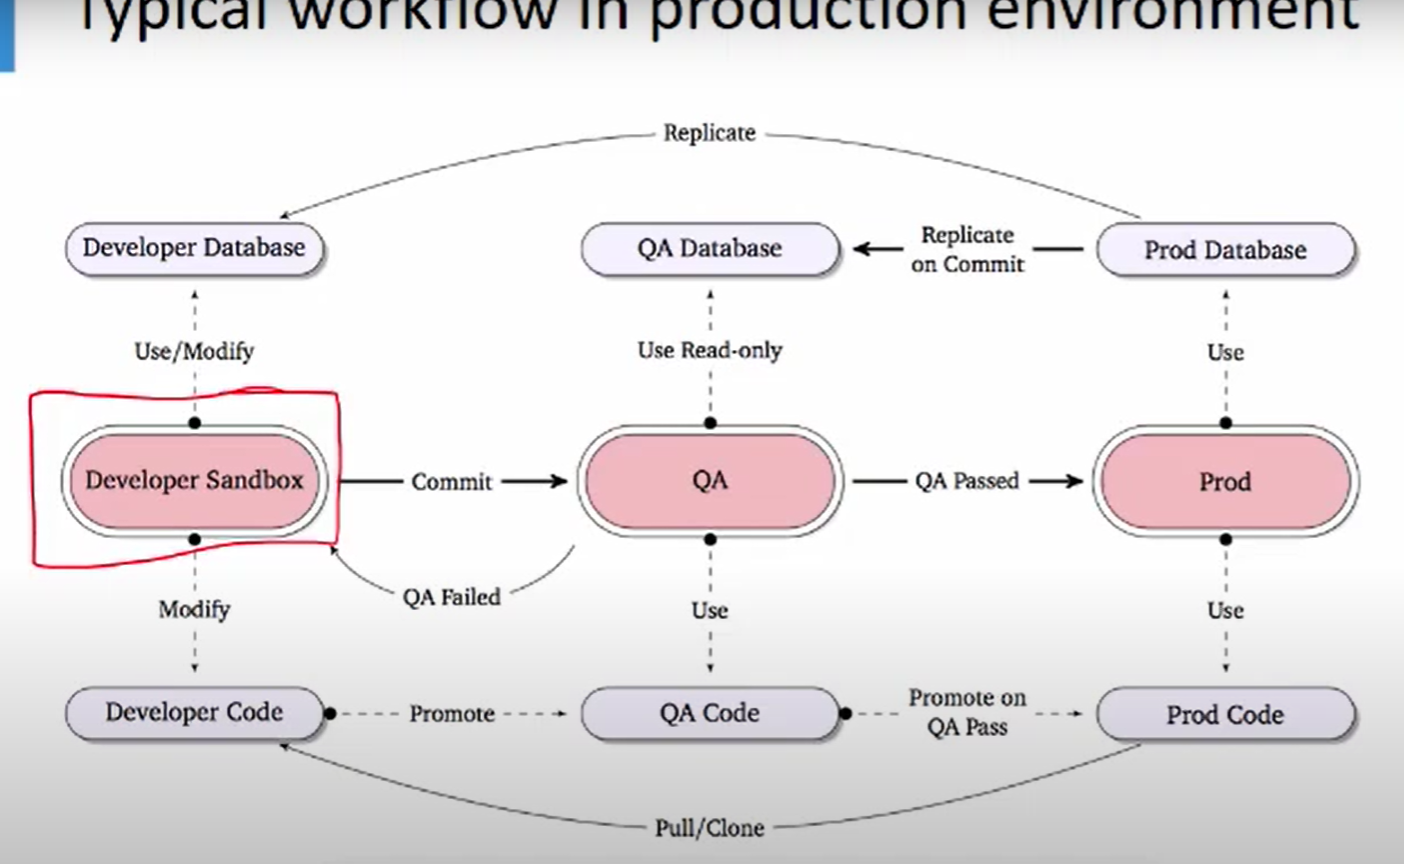 Typical workflow in production environment
Replicate
Developer Database
QA Database
Replicate
on Commit
Prod Database
Use/Modify
Use Read-only
Use
Developer Sandbox
Commit
QA
QA Passed
Prod
QA Failed
Modify
Use
Use
Developer Code
Promote
QA Code
Promote on
QA Pass
Prod Code
Pull/Clone